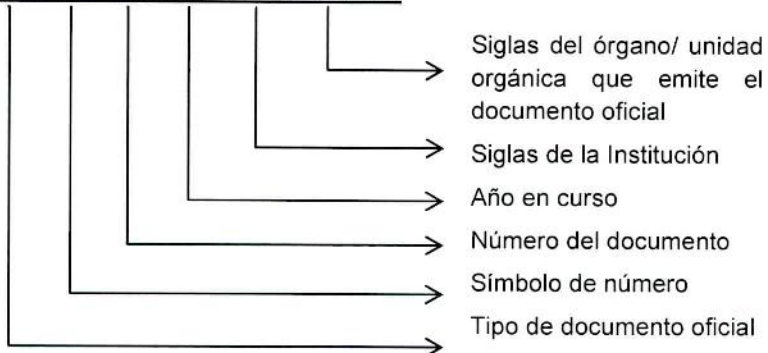 Siglas del órgano/ unidad
orgánica que emite el
documento oficial
Siglas de la Institución
Año en curso
Número del documento
Símbolo de número
Tipo de documento oficial